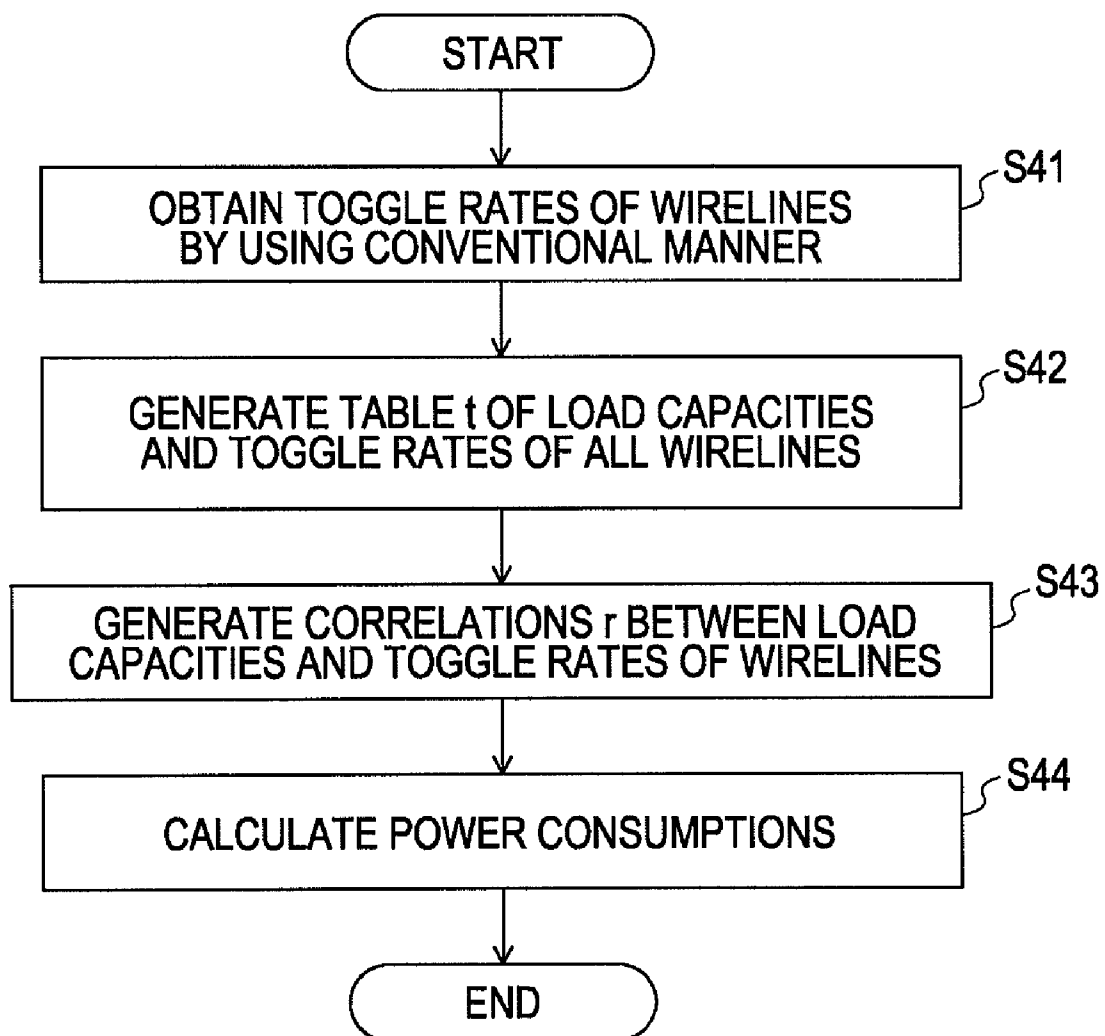 START
S41
OBTAIN TOGGLE RATES OF WIRELINES
BY USING CONVENTIONAL MANNER
S42
GENERATE TABLE t OF LOAD CAPACITIES
AND TOGGLE RATES OF ALL WIRELINES
S43
GENERATE CORRELATIONS r BETWEEN LOAD
CAPACITIES AND TOGGLE RATES OF WIRELINES
S44
CALCULATE POWER CONSUMPTIONS
END